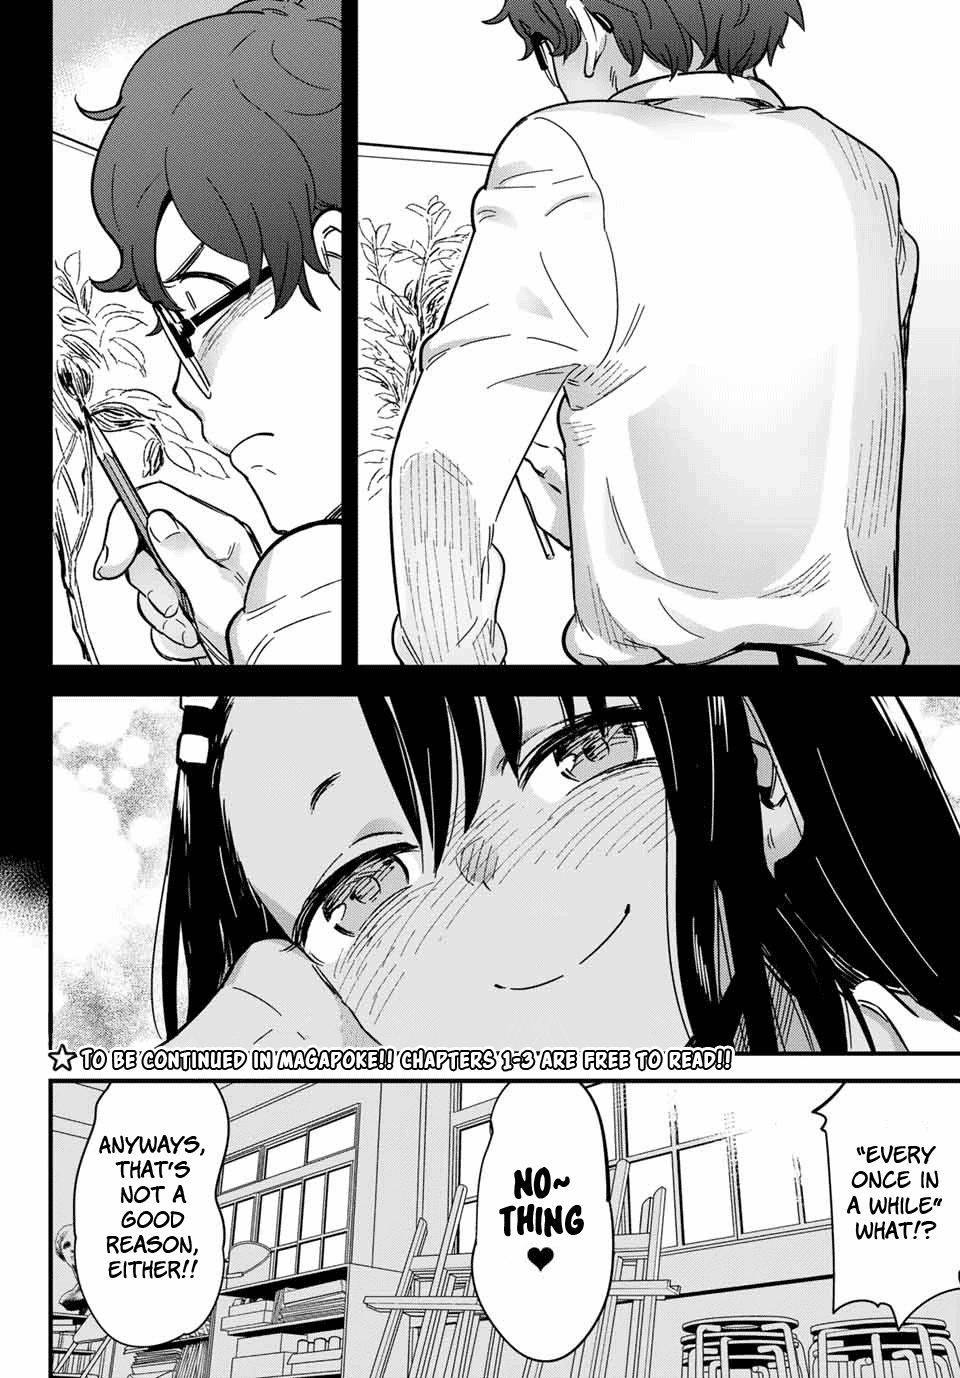 ★ TO BE CONTINUED IN MAGAPOKE!! CHAPTERS 1-3 ARE FREE TO READ!!
"EVERY
ONCE IN
A WHILE"
WHAT!?
NO~
THING
♥
ANYWAYS,
THAT'S
NOT A
GOOD
REASON,
EITHER!!